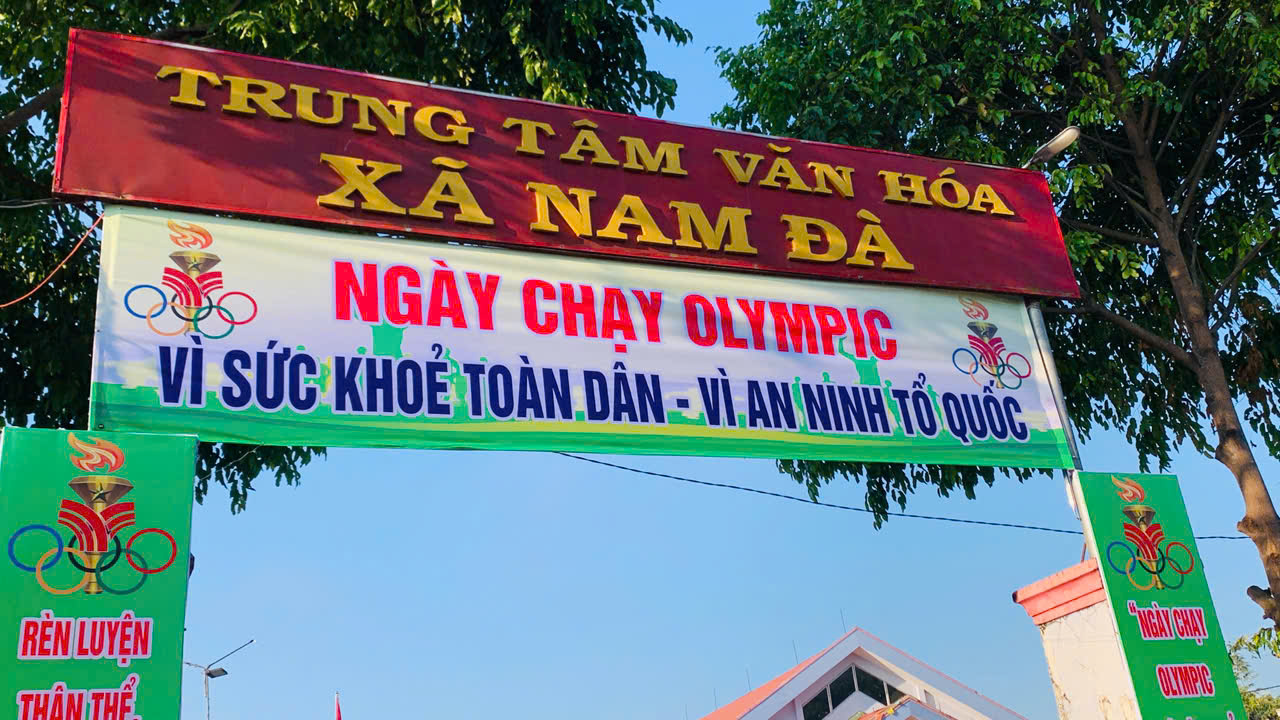 TRUNG TÂM VĂN HÓA
XÃ NAM ĐÀ
NGÀY CHẠY OLYMPIC
VÌ SỨC KHOẺ TOÀN DÂN - VÌ AN NINH TỔ QUỐC
RÈN LUYỆN
THÂN THỂ,
"NGÀY CHẠY
OLYMPIC